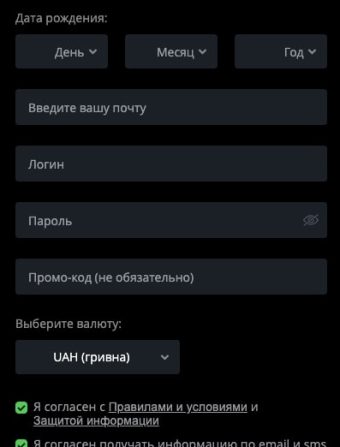 Дата рождения:
День Месяц Год
Введите вашу почту
Логин
Пароль
Промо-код (не обязательно)
Выберите валюту:
UAH (гривна)
Я согласен с Правилами и условиями и
Защитой информации
Я согласен получать информацию по email и sms